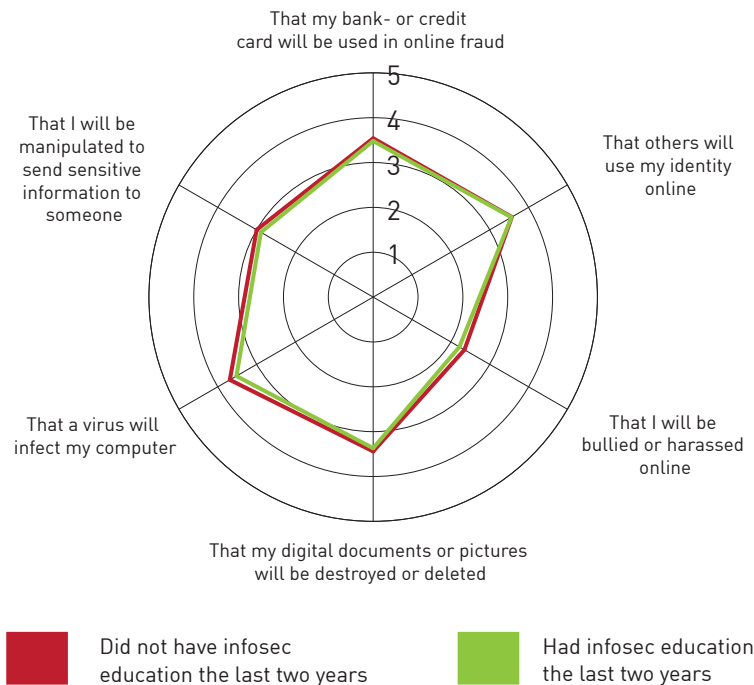 That my bank- or credit
card will be used in online fraud
5
4
3
2
1
That I will be
manipulated to
send sensitive
information to
someone
That others will
use my identity
online
That a virus will
infect my computer
That I will be
bullied or harassed
online
That my digital documents or pictures
will be destroyed or deleted
Did not have infosec
education the last two years
Had infosec education
the last two years